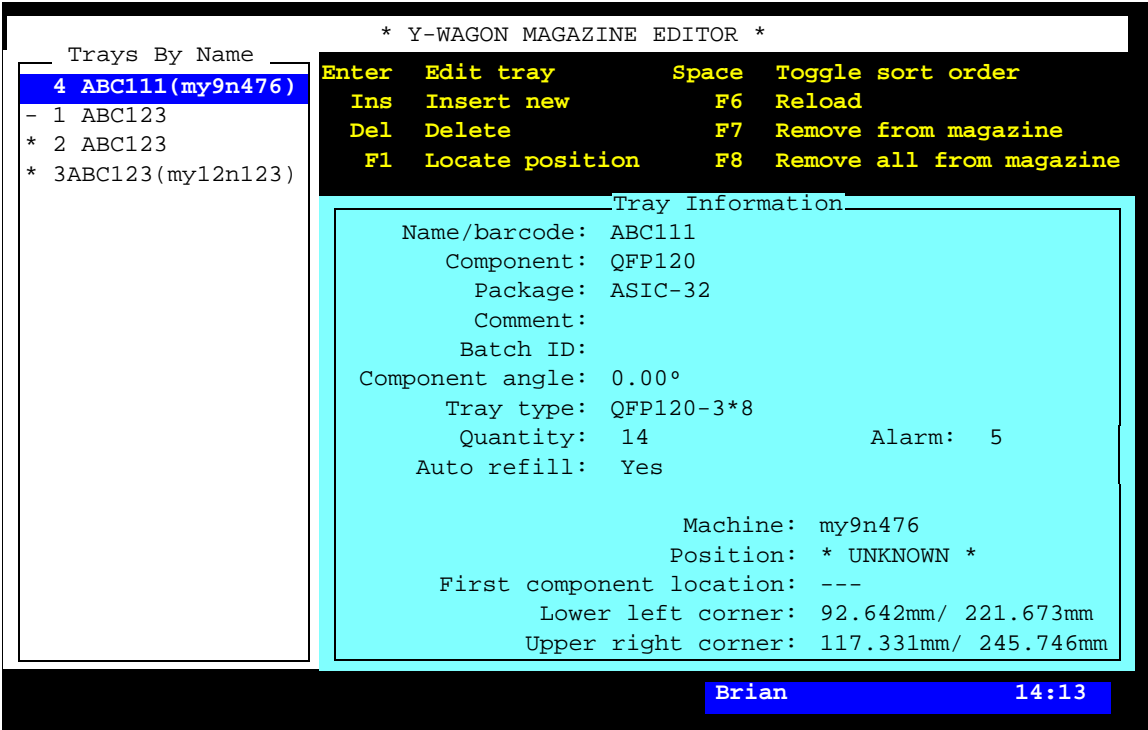 * Y-WAGON MAGAZINE EDITOR *
Trays By Name
4 ABC111(my9n476)
- 1 ABC123
* 2 ABC123
* 3ABC123(my12n123)
Enter Edit tray Space Toggle sort order
Ins Insert new F6 Reload
Del Delete F7 Remove from magazine
F1 Locate position F8 Remove all from magazine
Tray Information
Name/barcode: ABC111
Component: QFP120
Package: ASIC-32
Comment:
Batch ID:
Component angle: 0.00º
Tray type: QFP120-3*8
Quantity: 14 Alarm: 5
Auto refill: Yes
Machine: my9n476
Position: * UNKNOWN *
First component location: ---
Lower left corner: 92.642mm/ 221.673mm
Upper right corner: 117.331mm/ 245.746mm
Brian 14:13